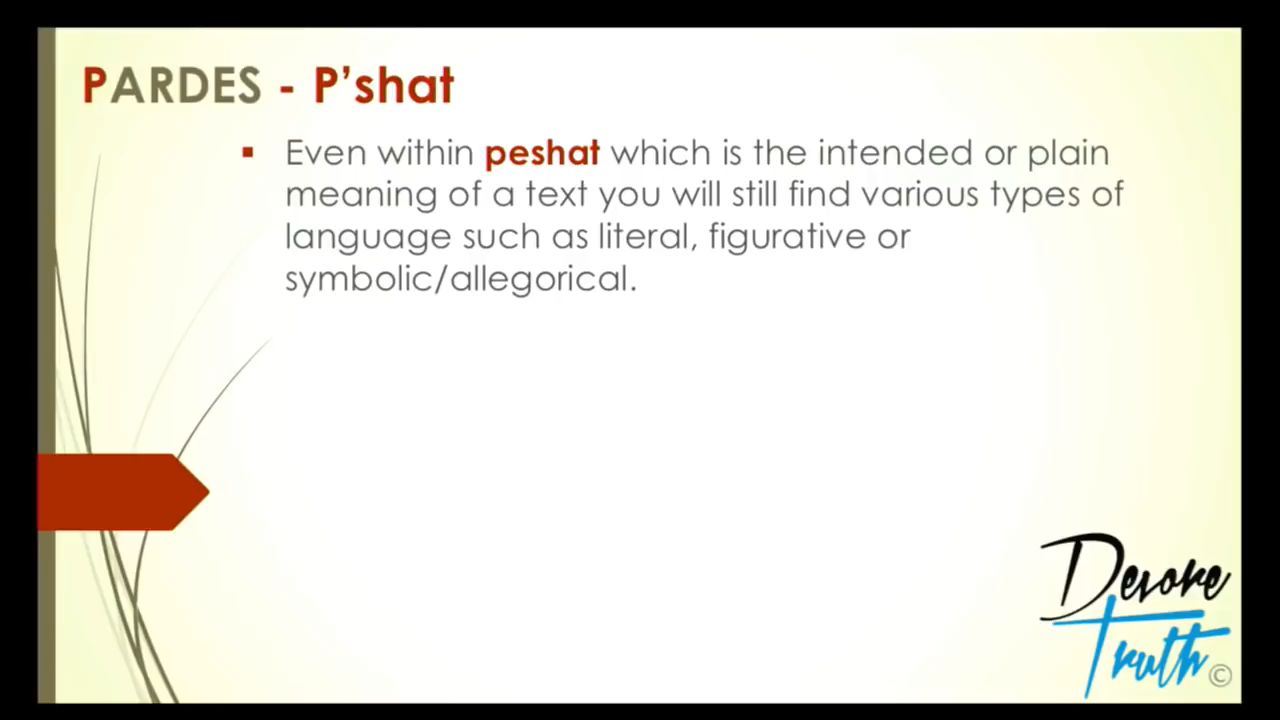 PARDES - P'shat
▪ Even within peshat which is the intended or plain
meaning of a text you will still find various types of
language such as literal, figurative or
symbolic/allegorical.
Devore
Truth ©